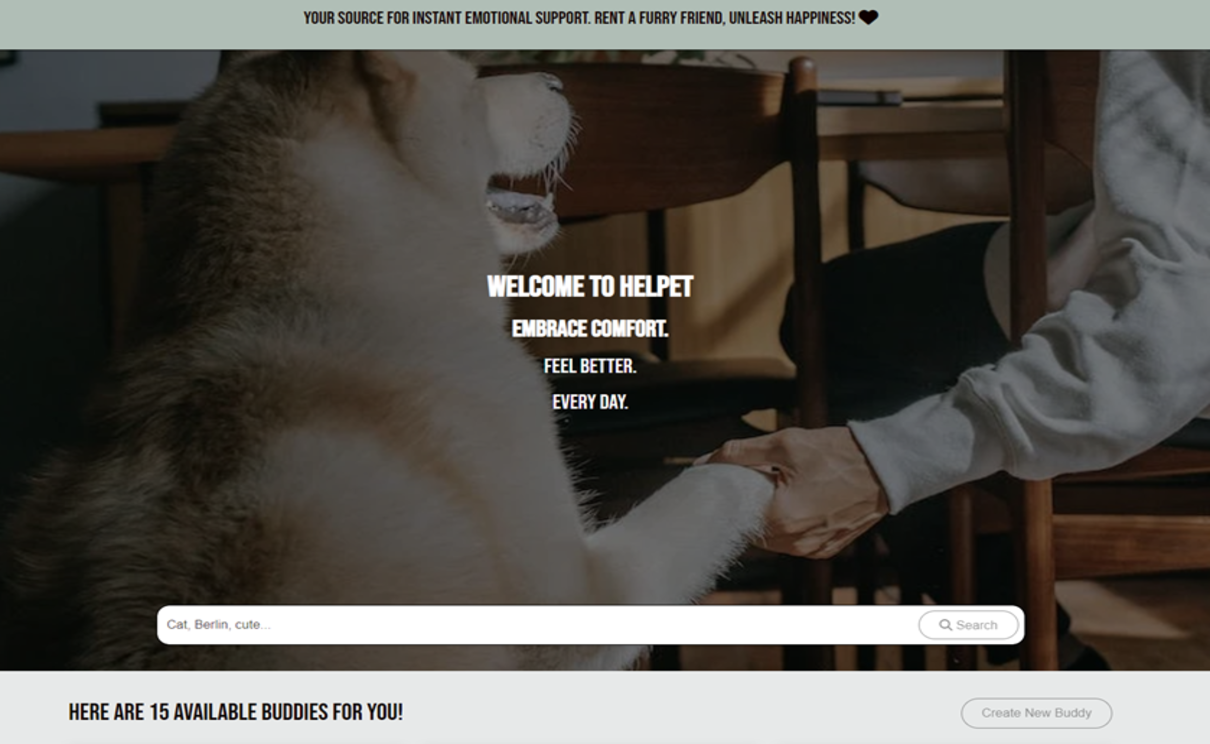 YOUR SOURCE FOR INSTANT EMOTIONAL SUPPORT. RENT A FURRY FRIEND, UNLEASH HAPPINESS! 🖤
WELCOME TO HELPET
EMBRACE COMFORT.
FEEL BETTER.
EVERY DAY.
Cat, Berlin, cute...
Search
HERE ARE 15 AVAILABLE BUDDIES FOR YOU!
Create New Buddy